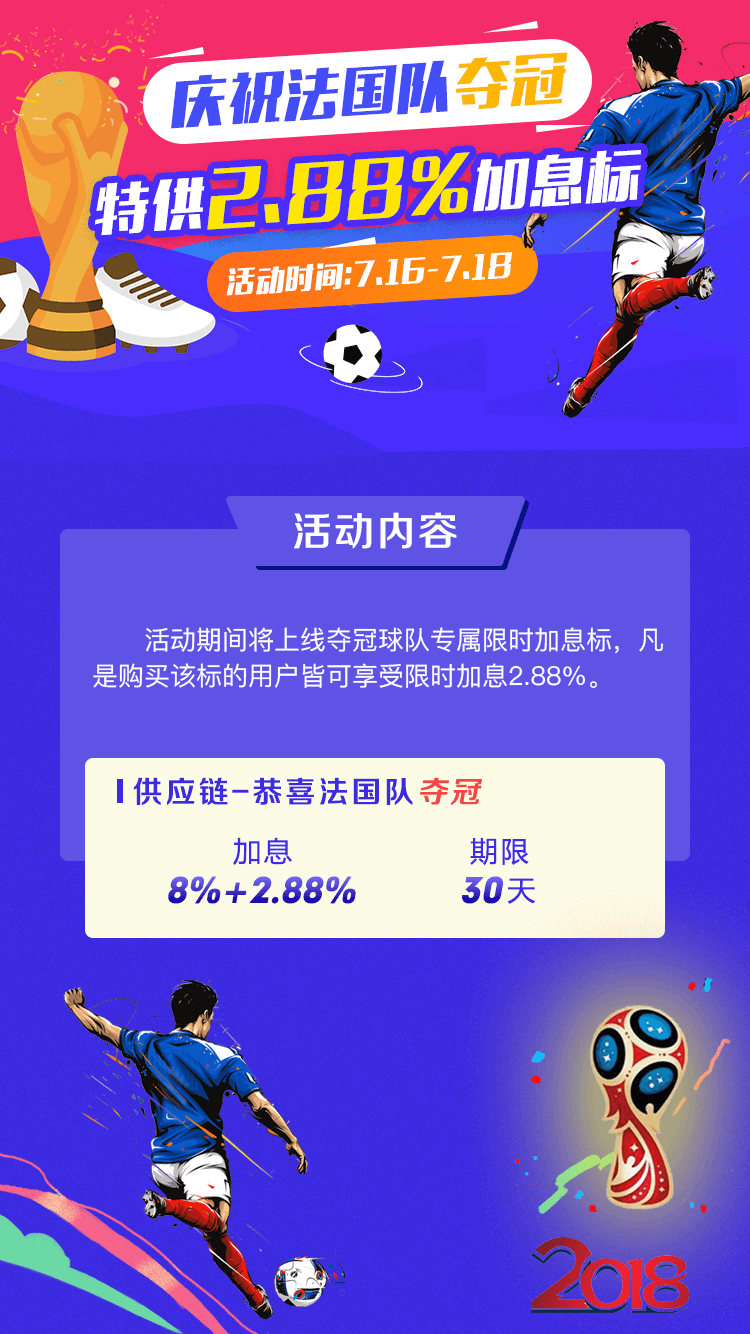 庆祝法国队夺冠
特供2.88%加息标
活动时间:7.16-7.18
活动内容
活动期间将上线夺冠球队专属限时加息标，凡
是购买该标的用户皆可享受限时加息2.88%。
供应链-恭喜法国队夺冠
加息 期限
8%+2.88% 30天
2018